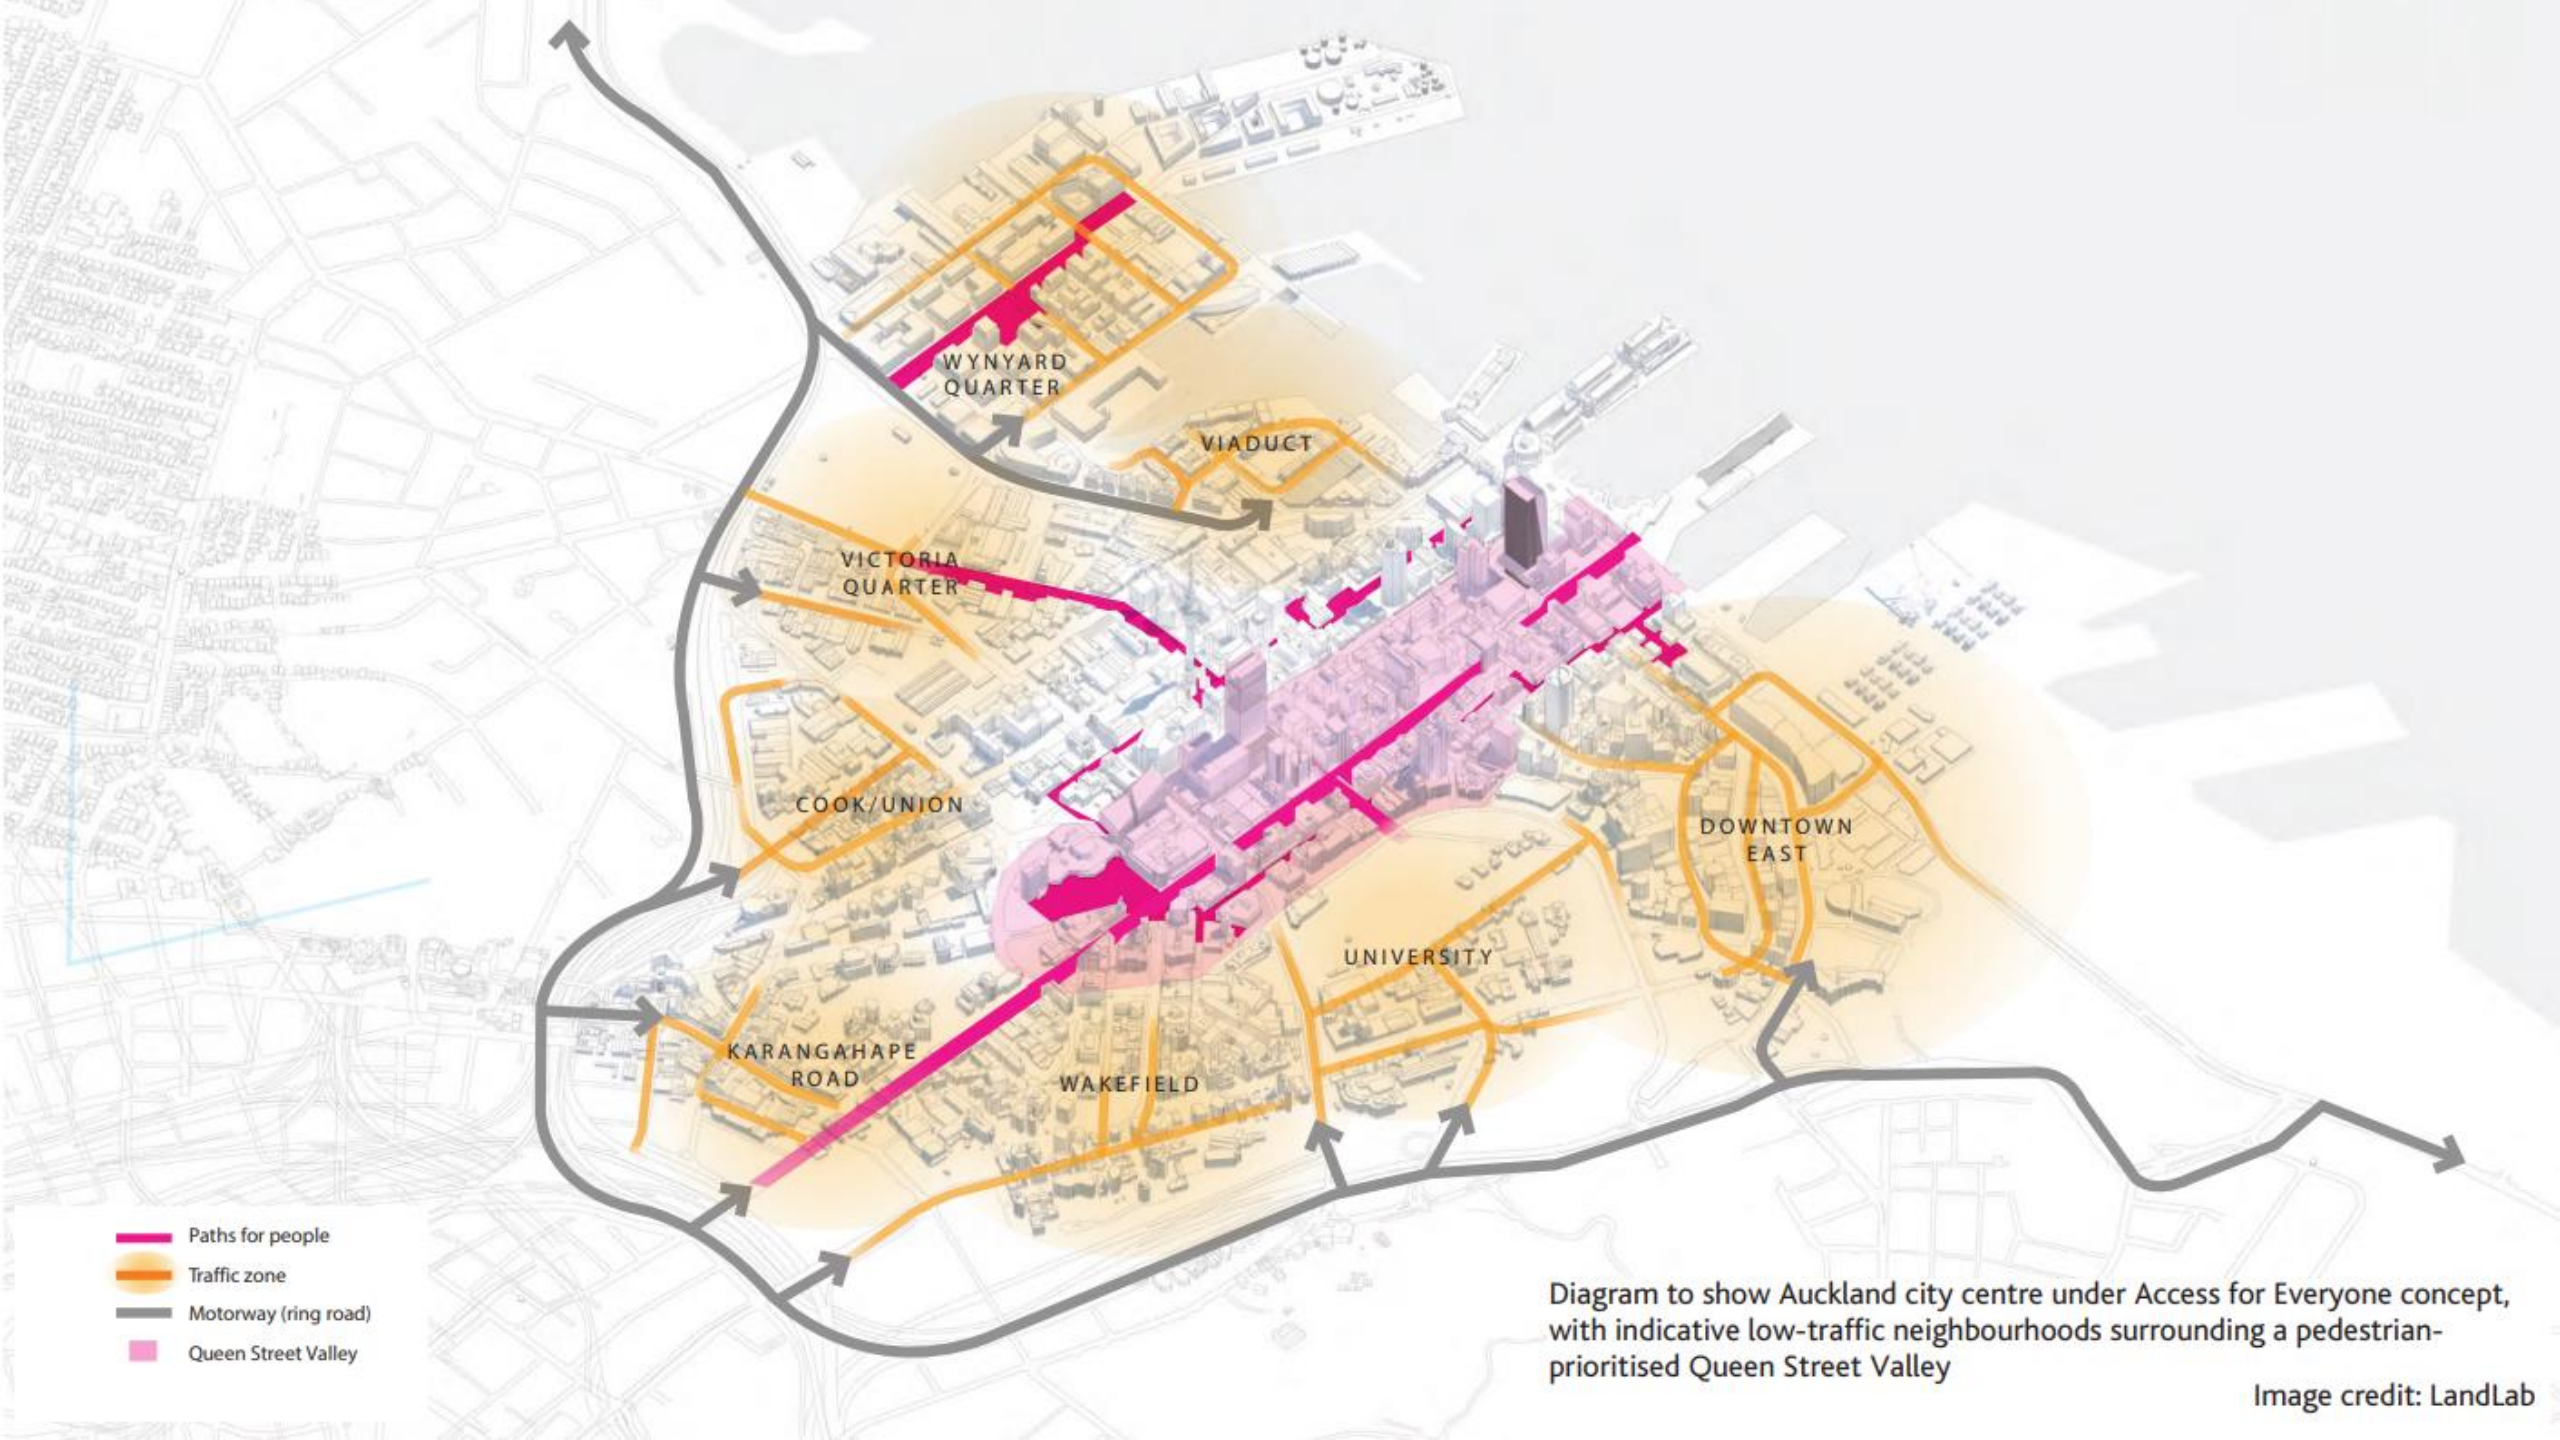 WYNYARD
QUARTER
VIADUCT
VICTORIA
QUARTER
COOK/UNION
DOWNTOWN
EAST
UNIVERSITY
KARANGAHAPE
ROAD
WAKEFIELD
Paths for people
Traffic zone
Motorway (ring road)
Queen Street Valley
Diagram to show Auckland city centre under Access for Everyone concept,
with indicative low-traffic neighbourhoods surrounding a pedestrian-
prioritised Queen Street Valley
Image credit: LandLab